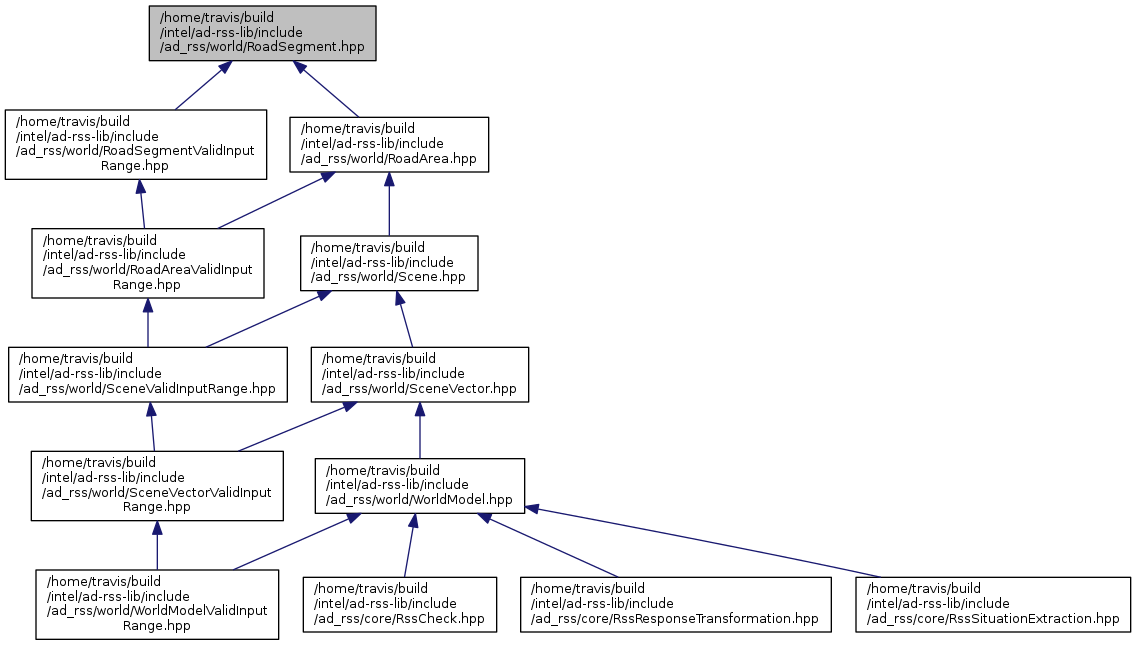 /home/travis/build
/intel/ad-rss-lib/include
/ad_rss/world/RoadSegment.hpp
/home/travis/build
/intel/ad-rss-lib/include
/ad_rss/world/RoadSegmentValidInput
Range.hpp
/home/travis/build
/intel/ad-rss-lib/include
/ad_rss/world/RoadArea.hpp
/home/travis/build
/intel/ad-rss-lib/include
/ad_rss/world/RoadAreaValidInput
Range.hpp
/home/travis/build
/intel/ad-rss-lib/include
/ad_rss/world/Scene.hpp
/home/travis/build
/intel/ad-rss-lib/include
/ad_rss/world/SceneValidInputRange.hpp
/home/travis/build
/intel/ad-rss-lib/include
/ad_rss/world/SceneVector.hpp
/home/travis/build
/intel/ad-rss-lib/include
/ad_rss/world/SceneVectorValidInput
Range.hpp
/home/travis/build
/intel/ad-rss-lib/include
/ad_rss/world/WorldModel.hpp
/home/travis/build
/intel/ad-rss-lib/include
/ad_rss/world/WorldModelValidInput
Range.hpp
/home/travis/build
/intel/ad-rss-lib/include
/ad_rss/core/RssCheck.hpp
/home/travis/build
/intel/ad-rss-lib/include
/ad_rss/core/RssResponseTransformation.hpp
/home/travis/build
/intel/ad-rss-lib/include
/ad_rss/core/RssSituationExtraction.hpp